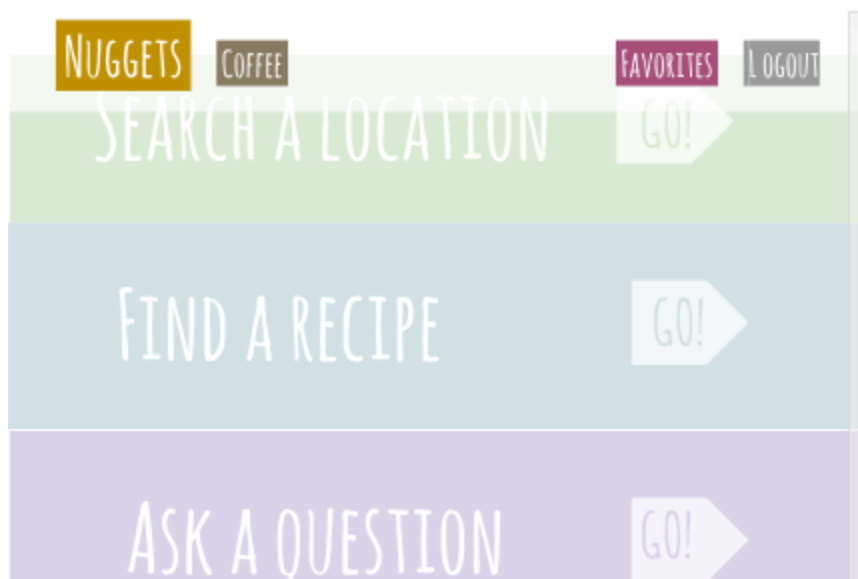 Nuggets Coffee Favorites Logout
Search a location GO!
Find a recipe GO!
Ask a question GO!